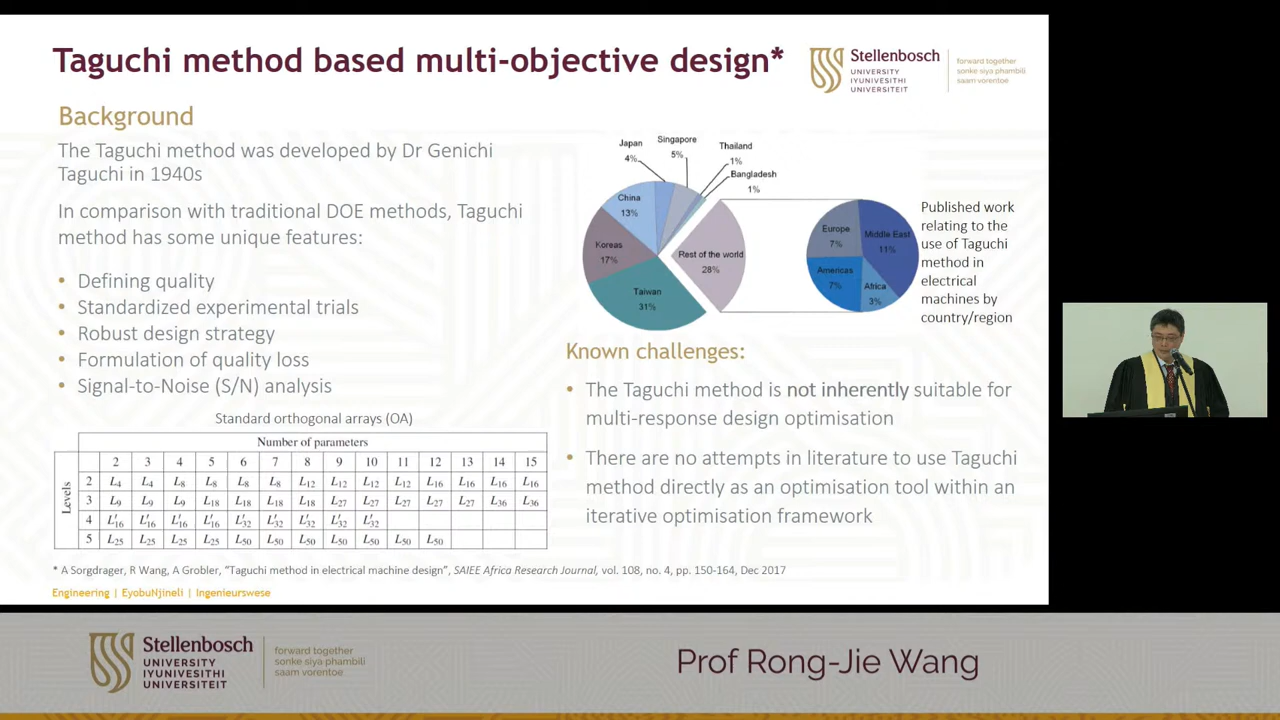 Taguchi method based multi-objective design*
Stellenbosch
UNIVERSITY
IYUNIVESITHI
UNIVERSITEIT
forward together
sonke siya phambili
saam vorentoe
Background
The Taguchi method was developed by Dr Genichi
Taguchi in 1940s
In comparison with traditional DOE methods, Taguchi
method has some unique features:
• Defining quality
• Standardized experimental trials
• Robust design strategy
• Formulation of quality loss
• Signal-to-Noise (S/N) analysis
Standard orthogonal arrays (OA)
Number of parameters
Levels
2 3 4 5 6 7 8 9 10 11 12 13 14 15
2 L4 L4 L8 L8 L8 L8 L12 L12 L12 L12 L16 L16 L16 L16
3 L9 L9 L9 L18 L18 L18 L18 L27 L27 L27 L27 L27 L36 L36
4 L'16 L'16 L'16 L'16 L'32 L'32 L'32 L'32 L'32
5 L25 L25 L25 L25 L50 L50 L50 L50 L50 L50 L50
Japan
4%
Singapore
5%
Thailand
1%
Bangladesh
1%
China
13%
Koreas
17%
Taiwan
31%
Rest of the world
28%
Europe
7%
Middle East
11%
Americas
7%
Africa
3%
Published work
relating to the
use of Taguchi
method in
electrical
machines by
country/region
Known challenges:
• The Taguchi method is not inherently suitable for
multi-response design optimisation
• There are no attempts in literature to use Taguchi
method directly as an optimisation tool within an
iterative optimisation framework
* A Sorgdrager, R Wang, A Grobler, "Taguchi method in electrical machine design", SAIEE Africa Research Journal, vol. 108, no. 4, pp. 150-164, Dec 2017
Engineering | EyobuNjineli | Ingenieurswese
Stellenbosch
UNIVERSITY
IYUNIVESITHI
UNIVERSITEIT
forward together
sonke siya phambili
saam vorentoe
Prof Rong-Jie Wang